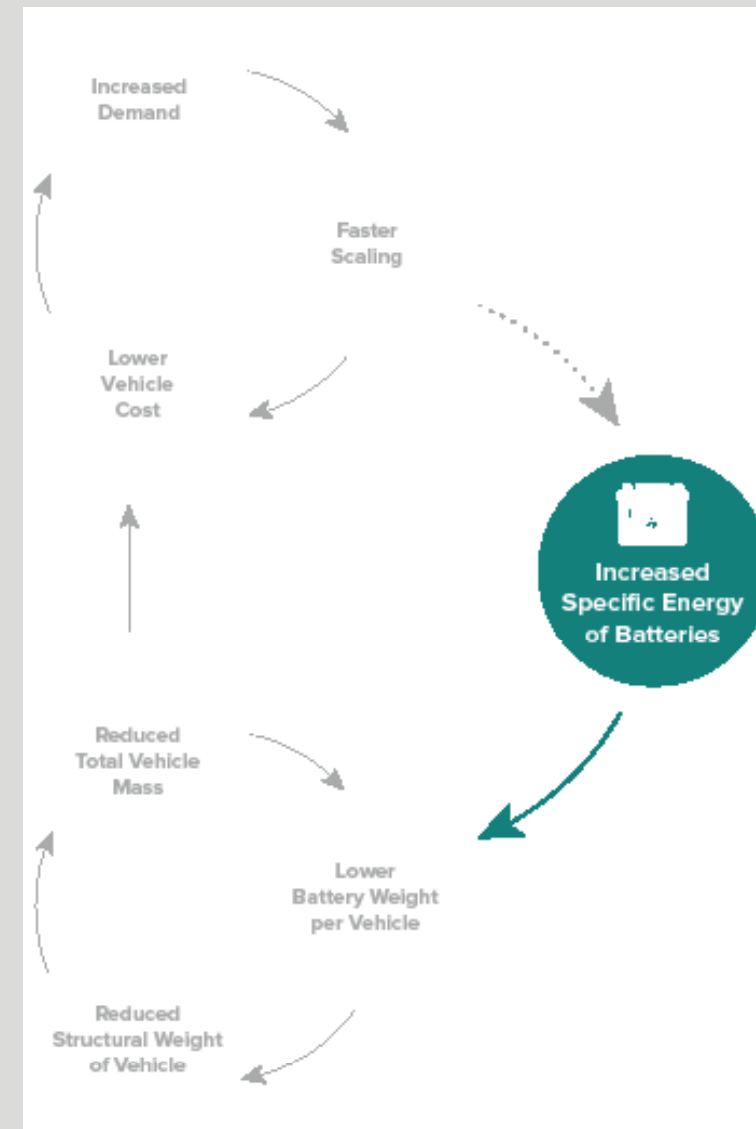 Increased
Demand
Faster
Scaling
Lower
Vehicle
Cost
Increased
Specific Energy
of Batteries
Reduced
Total Vehicle
Mass
Lower
Battery Weight
per Vehicle
Reduced
Structural Weight
of Vehicle